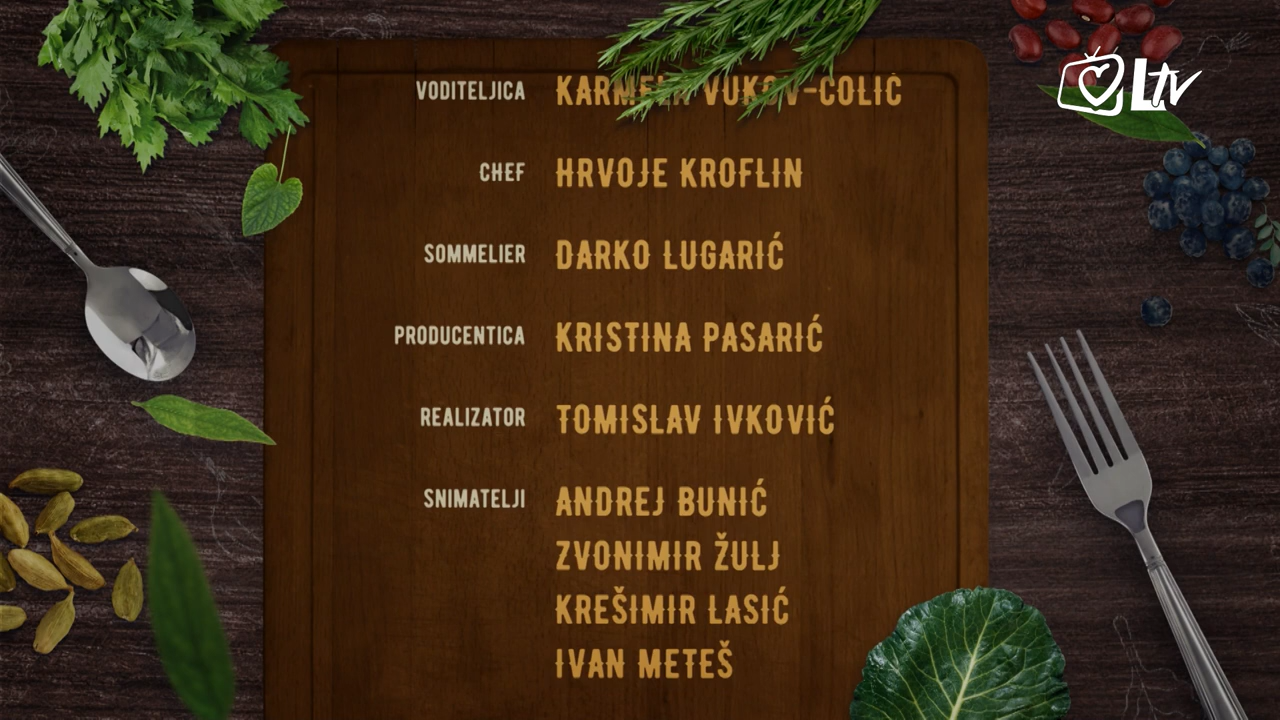 VODITELJICA KARMELA VUKOV-COLIĆ
CHEF HRVOJE KROFLIN
SOMMELIER DARKO LUGARIĆ
PRODUCENTICA KRISTINA PASARIĆ
REALIZATOR TOMISLAV IVKOVIĆ
SNIMATELJI ANDREJ BUNIĆ
ZVONIMIR ŽULJ
KREŠIMIR LASIĆ
IVAN METEŠ
Ltv